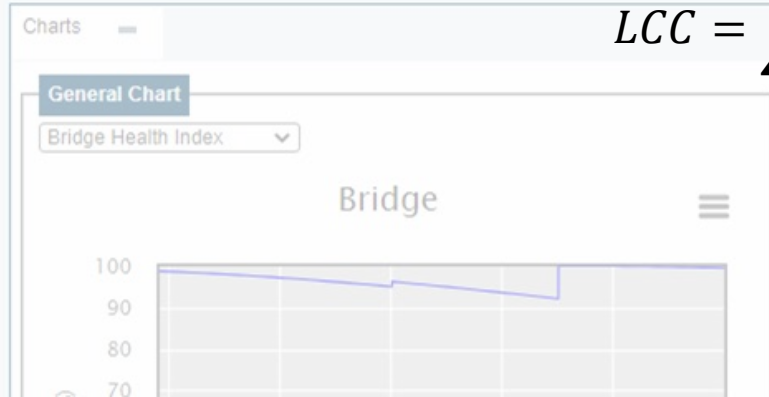 Charts
LCC =
General Chart
Bridge Health Index
Bridge
100
90
80
70